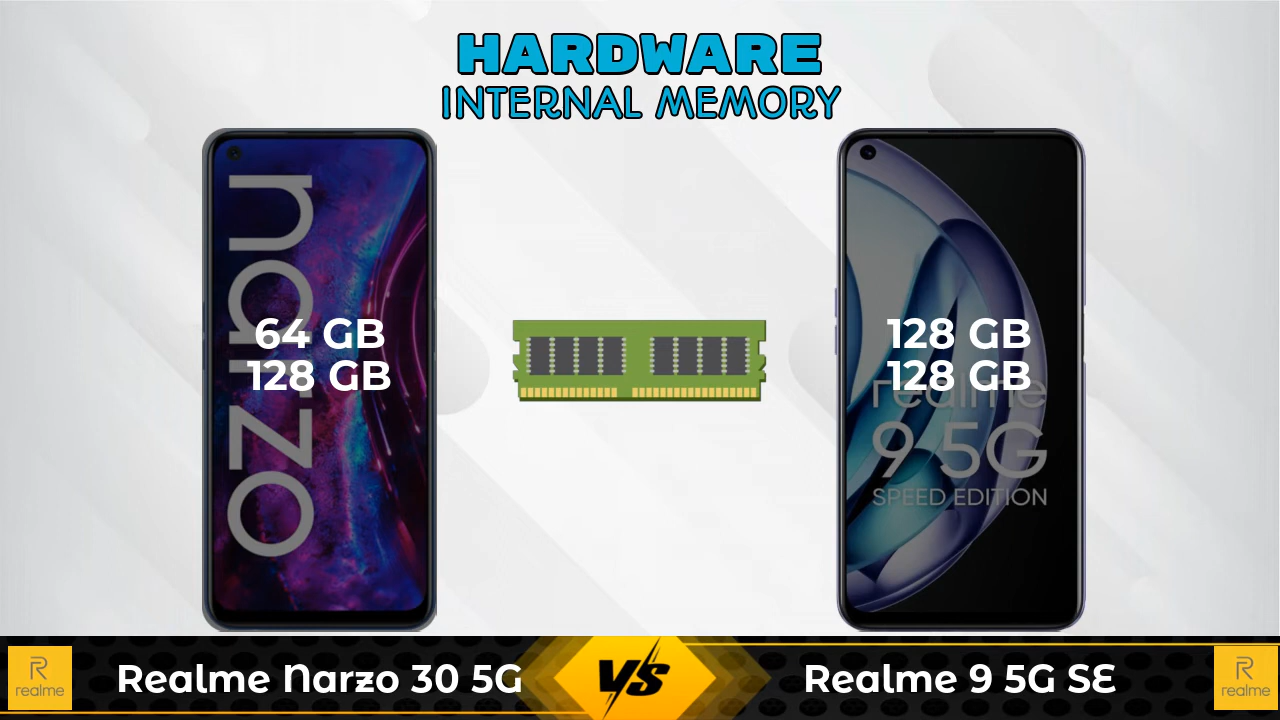 HARDWARE
INTERNAL MEMORY
narzo
64 GB
128 GB
128 GB
128 GB
realme
9 5G
SPEED EDITION
R
realme
Realme Narzo 30 5G
VS
Realme 9 5G SE
R
realme